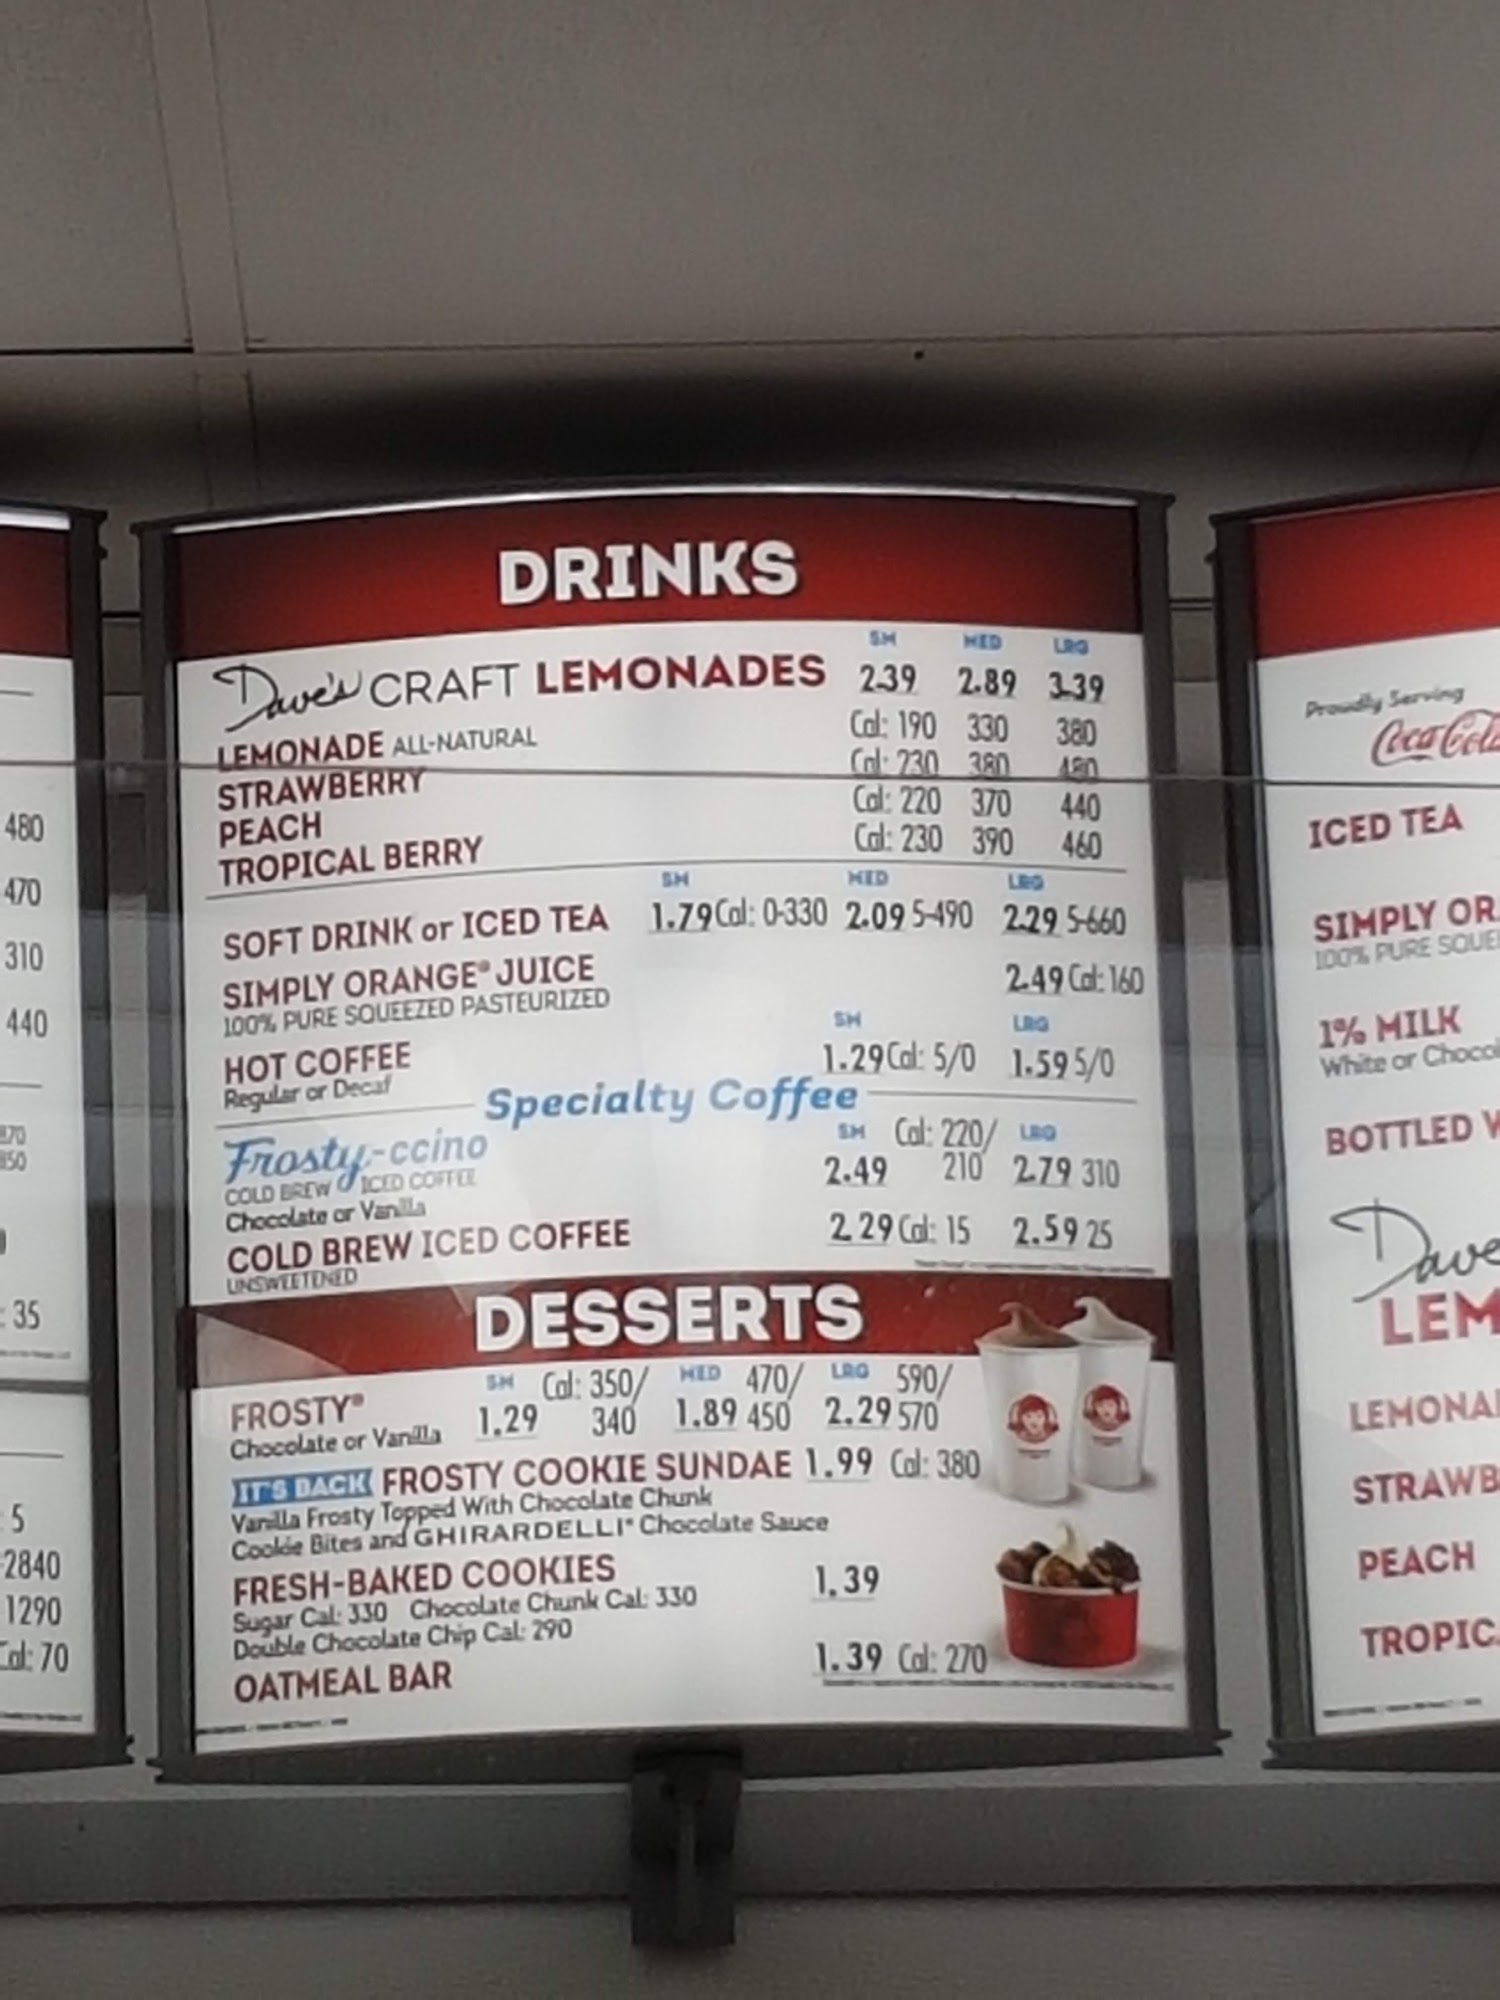 DRINKS
SM MED LRG
Dave's CRAFT LEMONADES 2.39 2.89 3.39
LEMONADE ALL-NATURAL Cal: 190 330 380
STRAWBERRY Cal: 230 380 480
PEACH Cal: 220 370 440
TROPICAL BERRY Cal: 230 390 460
SM MED LRG
SOFT DRINK or ICED TEA 1.79 Cal: 0-330 2.09 5-490 2.29 5-660
SIMPLY ORANGE® JUICE 2.49 Cal: 160
100% PURE SQUEEZED PASTEURIZED
SM LRG
HOT COFFEE 1.29 Cal: 5/0 1.59 5/0
Regular or Decaf
Specialty Coffee
SM Cal: 220/ LRG
Frosty-ccino 2.49 210 2.79 310
COLD BREW ICED COFFEE
Chocolate or Vanilla
COLD BREW ICED COFFEE 2.29 Cal: 15 2.59 25
UNSWEETENED
DESSERTS
SM Cal: 350/ MED 470/ LRG 590/
FROSTY® 1.29 340 1.89 450 2.29 570
Chocolate or Vanilla
IT'S BACK FROSTY COOKIE SUNDAE 1.99 Cal: 380
Vanilla Frosty Topped With Chocolate Chunk
Cookie Bites and GHIRARDELLI® Chocolate Sauce
FRESH-BAKED COOKIES 1.39
Sugar Cal: 330 Chocolate Chunk Cal: 330
Double Chocolate Chip Cal: 290
OATMEAL BAR 1.39 Cal: 270
480
470
310
440
870
850
: 35
: 5
-2840
1290
Cal: 70
Proudly Serving
Coca-Cola
ICED TEA
SIMPLY OR
100% PURE SQUE
1% MILK
White or Chocol
BOTTLED W
Dave
LEM
LEMONA
STRAWB
PEACH
TROPIC